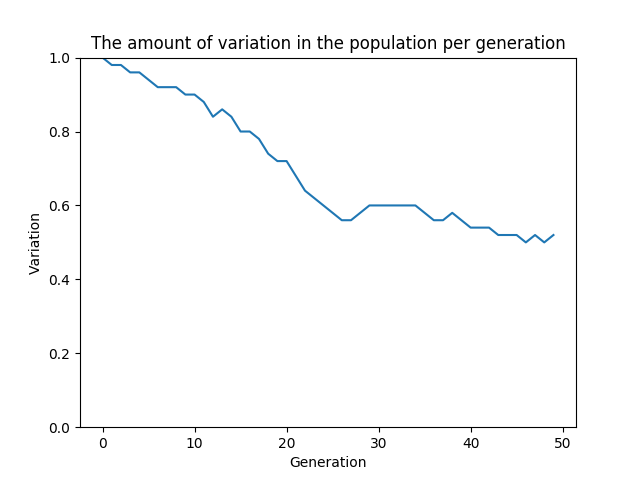 The amount of variation in the population per generation
1.0
0.8
0.6
0.4
0.2
0.0
Variation
0 10 20 30 40 50
Generation